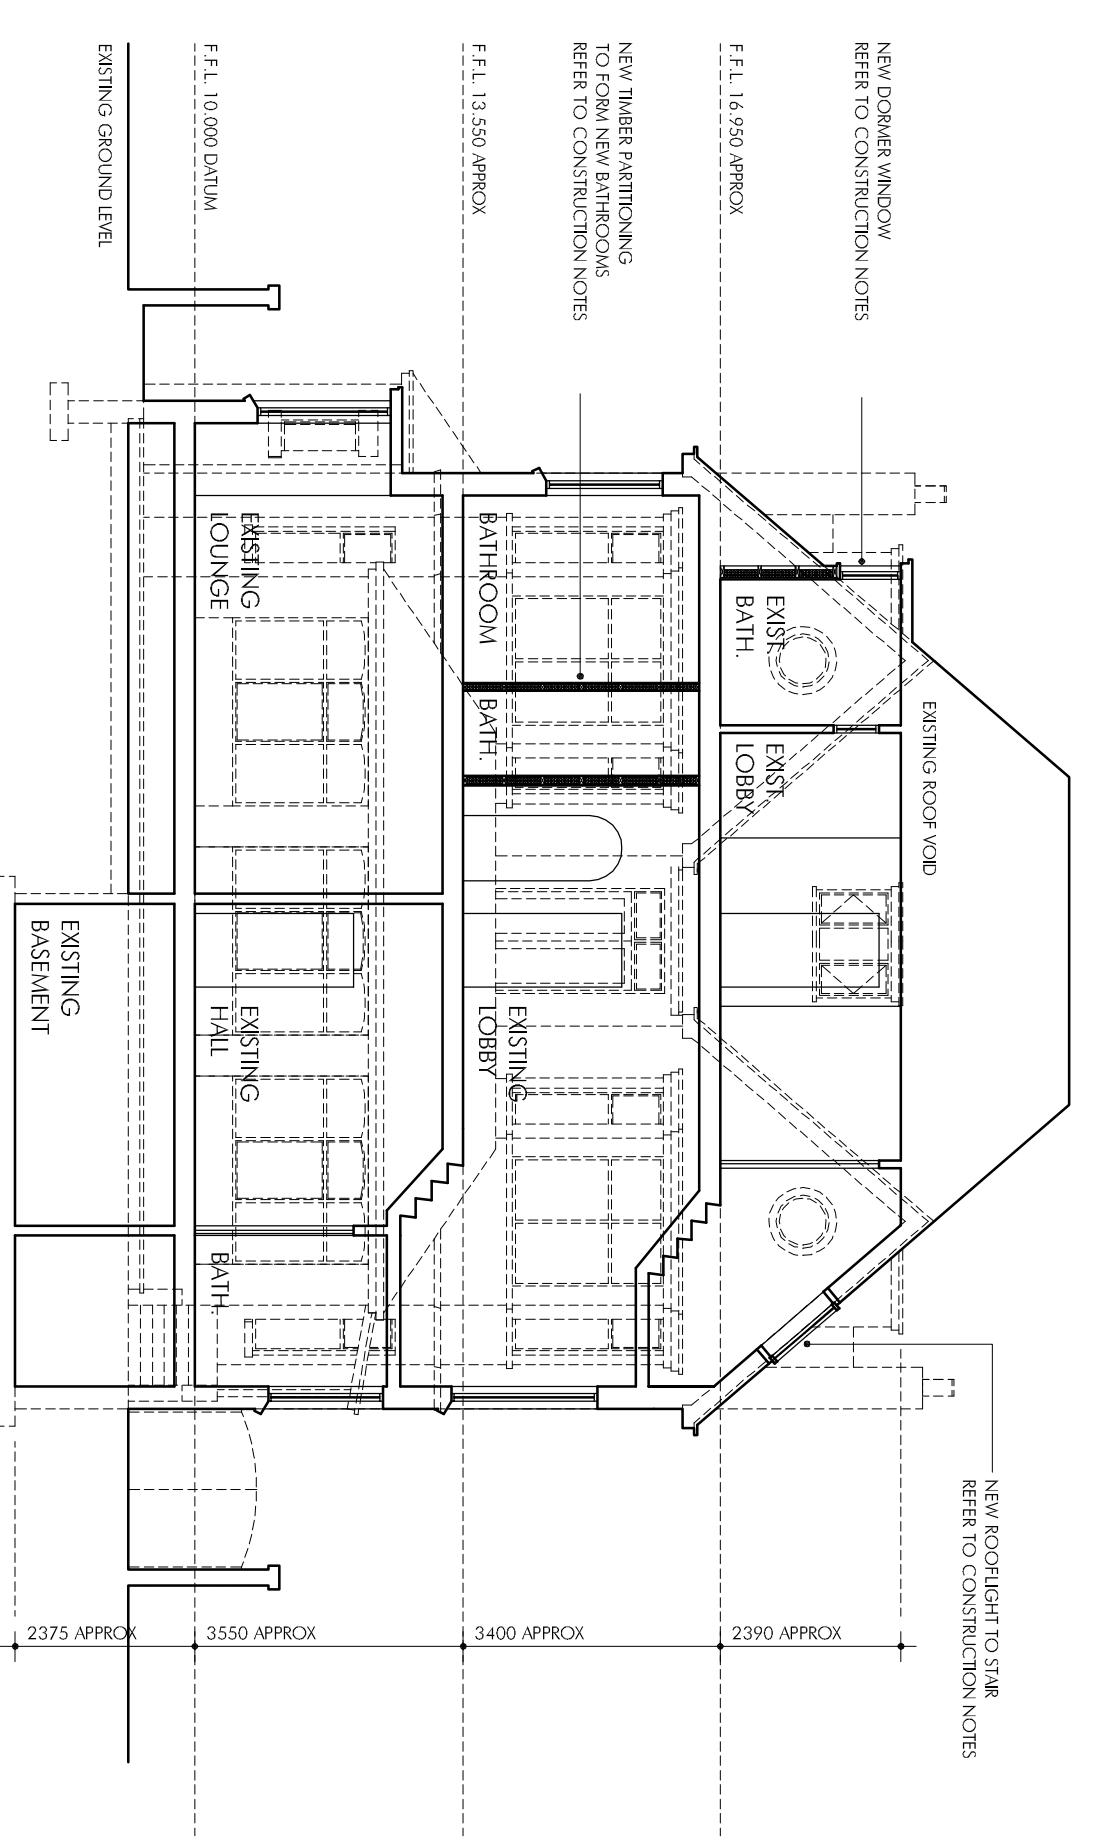 NEW ROOFLIGHT TO STAIR
REFER TO CONSTRUCTION NOTES
EXISTING ROOF VOID
NEW DORMER WINDOW
REFER TO CONSTRUCTION NOTES
EXIST.
BATH.
EXIST
LOBBY
2390 APPROX
F.F.L. 16.950 APPROX
NEW TIMBER PARTITIONING
TO FORM NEW BATHROOMS
REFER TO CONSTRUCTION NOTES
BATHROOM
BATH.
EXISTING
LOBBY
3400 APPROX
F.F.L. 13.550 APPROX
EXISTING
LOUNGE
EXISTING
HALL
BATH.
3550 APPROX
F.F.L. 10.000 DATUM
EXISTING GROUND LEVEL
EXISTING
BASEMENT
2375 APPROX